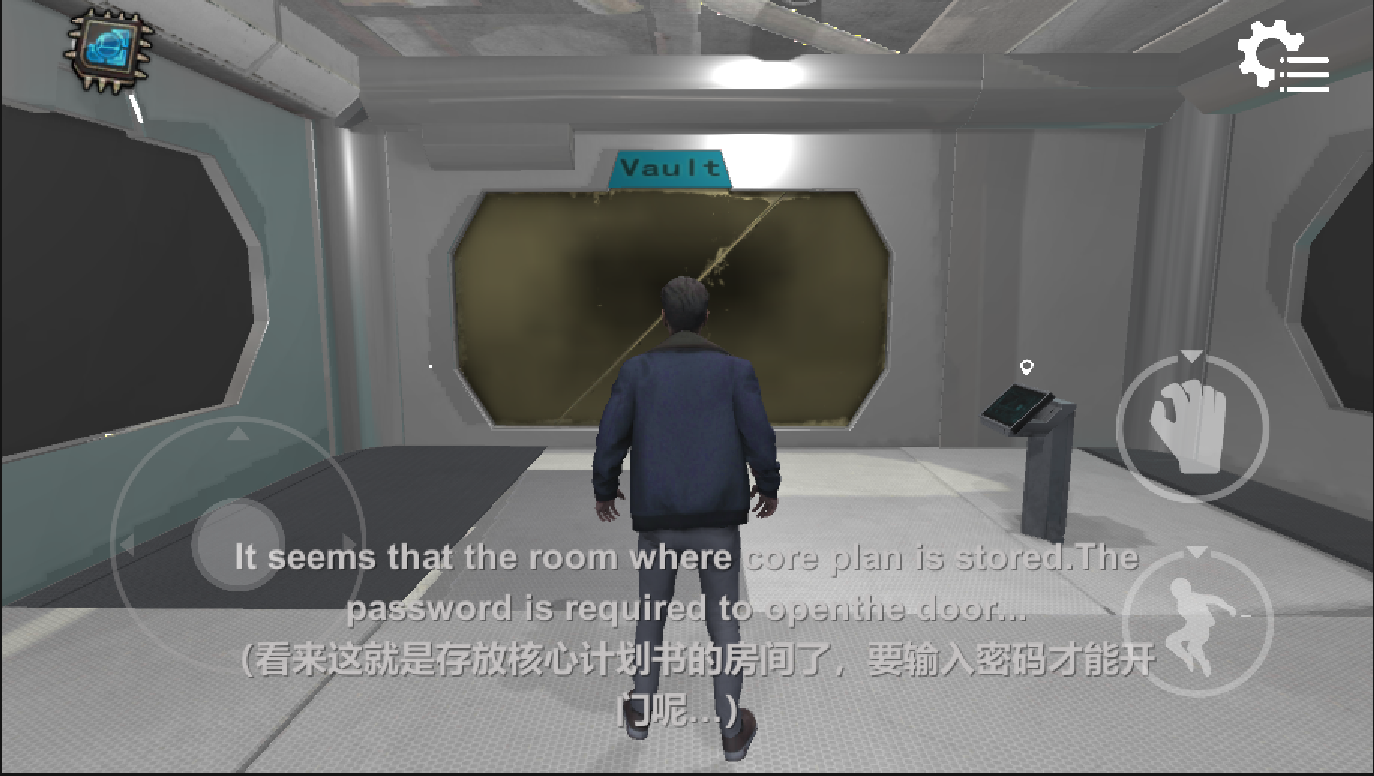 Vault
It seems that the room where core plan is stored.The
password is required to openthe door...
(看来这就是存放核心计划书的房间了，要输入密码才能开
门呢...)